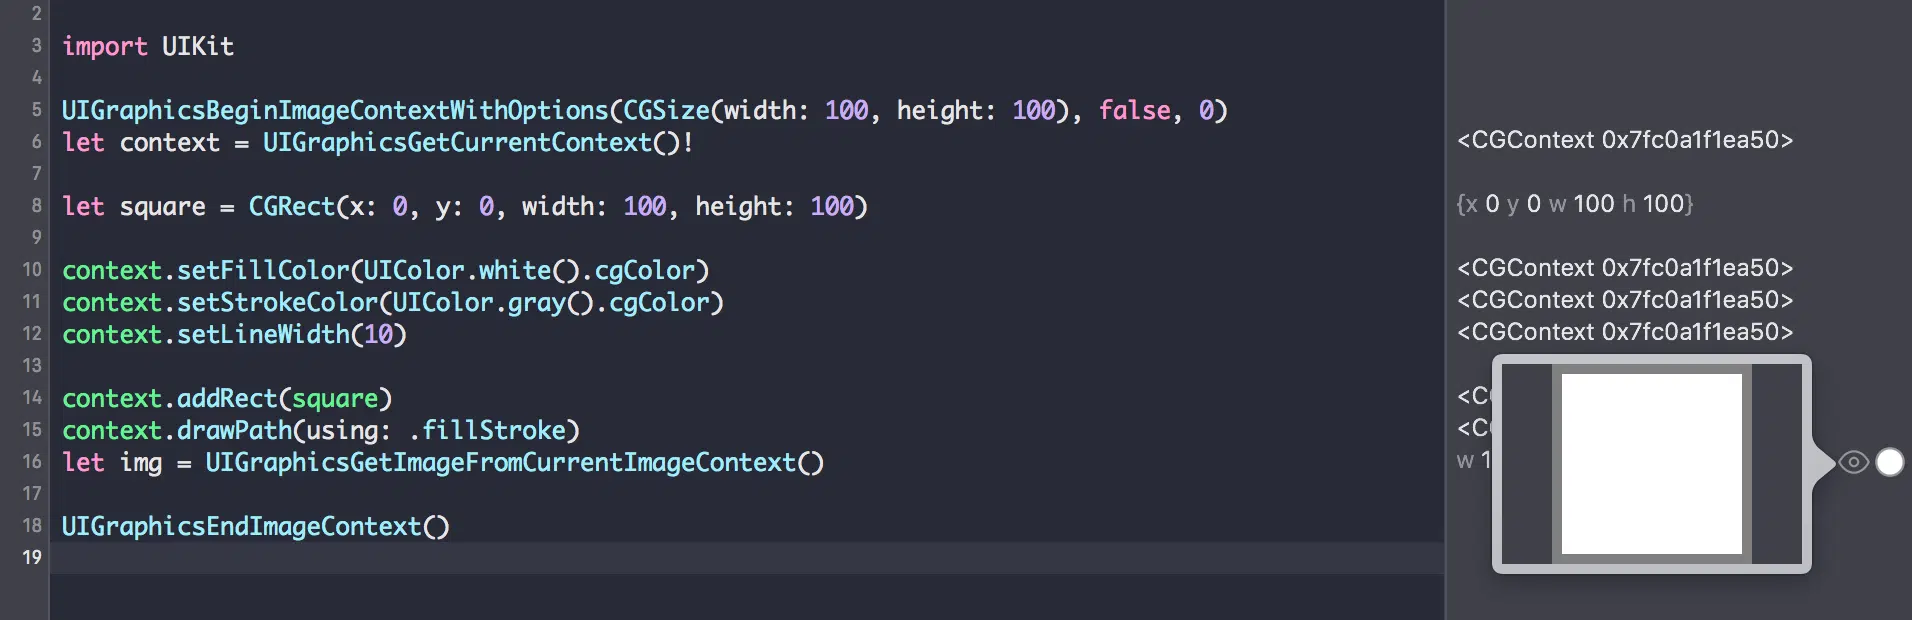 2
3 import UIKit
4
5 UIGraphicsBeginImageContextWithOptions(CGSize(width: 100, height: 100), false, 0)
6 let context = UIGraphicsGetCurrentContext()! <CGContext 0x7fc0a1f1ea50>
7
8 let square = CGRect(x: 0, y: 0, width: 100, height: 100) {x 0 y 0 w 100 h 100}
9
10 context.setFillColor(UIColor.white().cgColor) <CGContext 0x7fc0a1f1ea50>
11 context.setStrokeColor(UIColor.gray().cgColor) <CGContext 0x7fc0a1f1ea50>
12 context.setLineWidth(10) <CGContext 0x7fc0a1f1ea50>
13
14 context.addRect(square) <C
15 context.drawPath(using: .fillStroke) <C
16 let img = UIGraphicsGetImageFromCurrentImageContext() w 1
17
18 UIGraphicsEndImageContext()
19